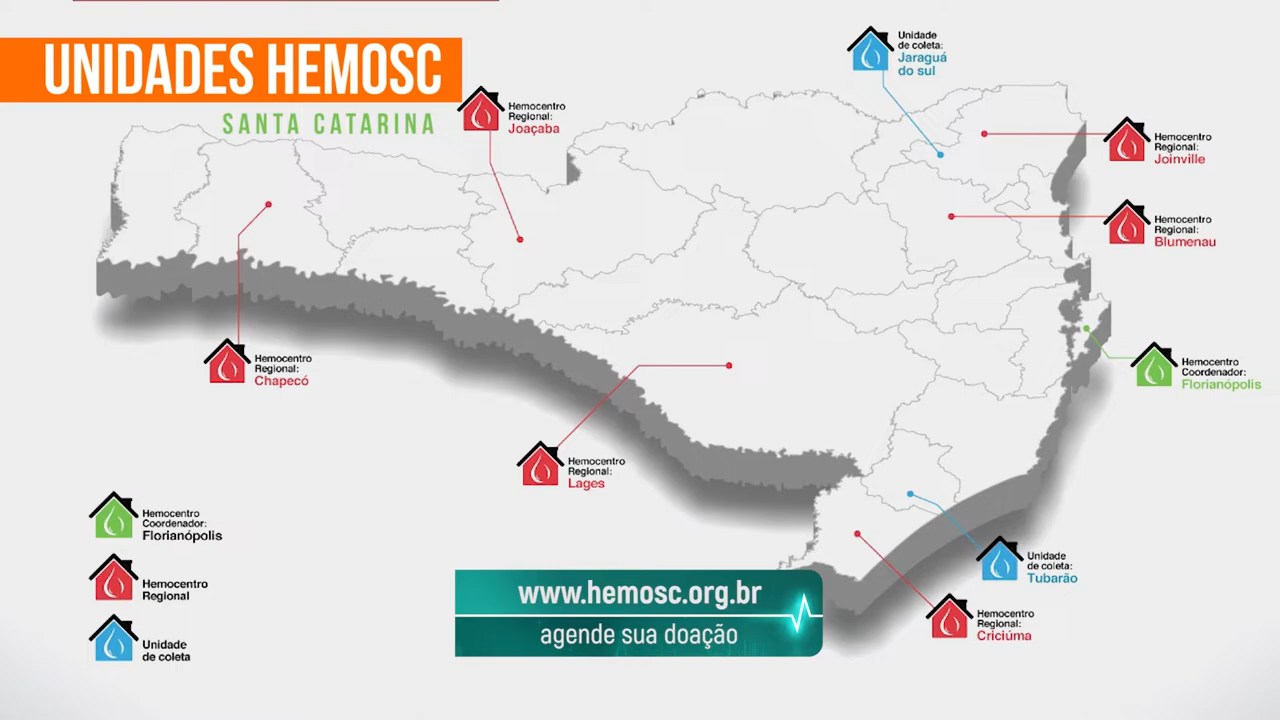 UNIDADES HEMOSC
SANTA CATARINA
Unidade
de coleta:
Jaraguá
do sul
Hemocentro
Regional:
Joaçaba
Hemocentro
Regional:
Joinville
Hemocentro
Regional:
Blumenau
Hemocentro
Coordenador:
Florianópolis
Hemocentro
Regional:
Chapecó
Hemocentro
Regional:
Lages
Unidade
de coleta:
Tubarão
Hemocentro
Regional:
Criciúma
Hemocentro
Coordenador:
Florianópolis
Hemocentro
Regional
Unidade
de coleta
www.hemosc.org.br
agende sua doação